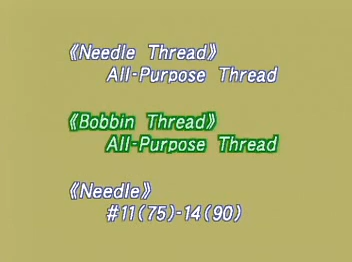 《Needle Thread》
All-Purpose Thread
《Bobbin Thread》
All-Purpose Thread
《Needle》
#11(75)-14(90)